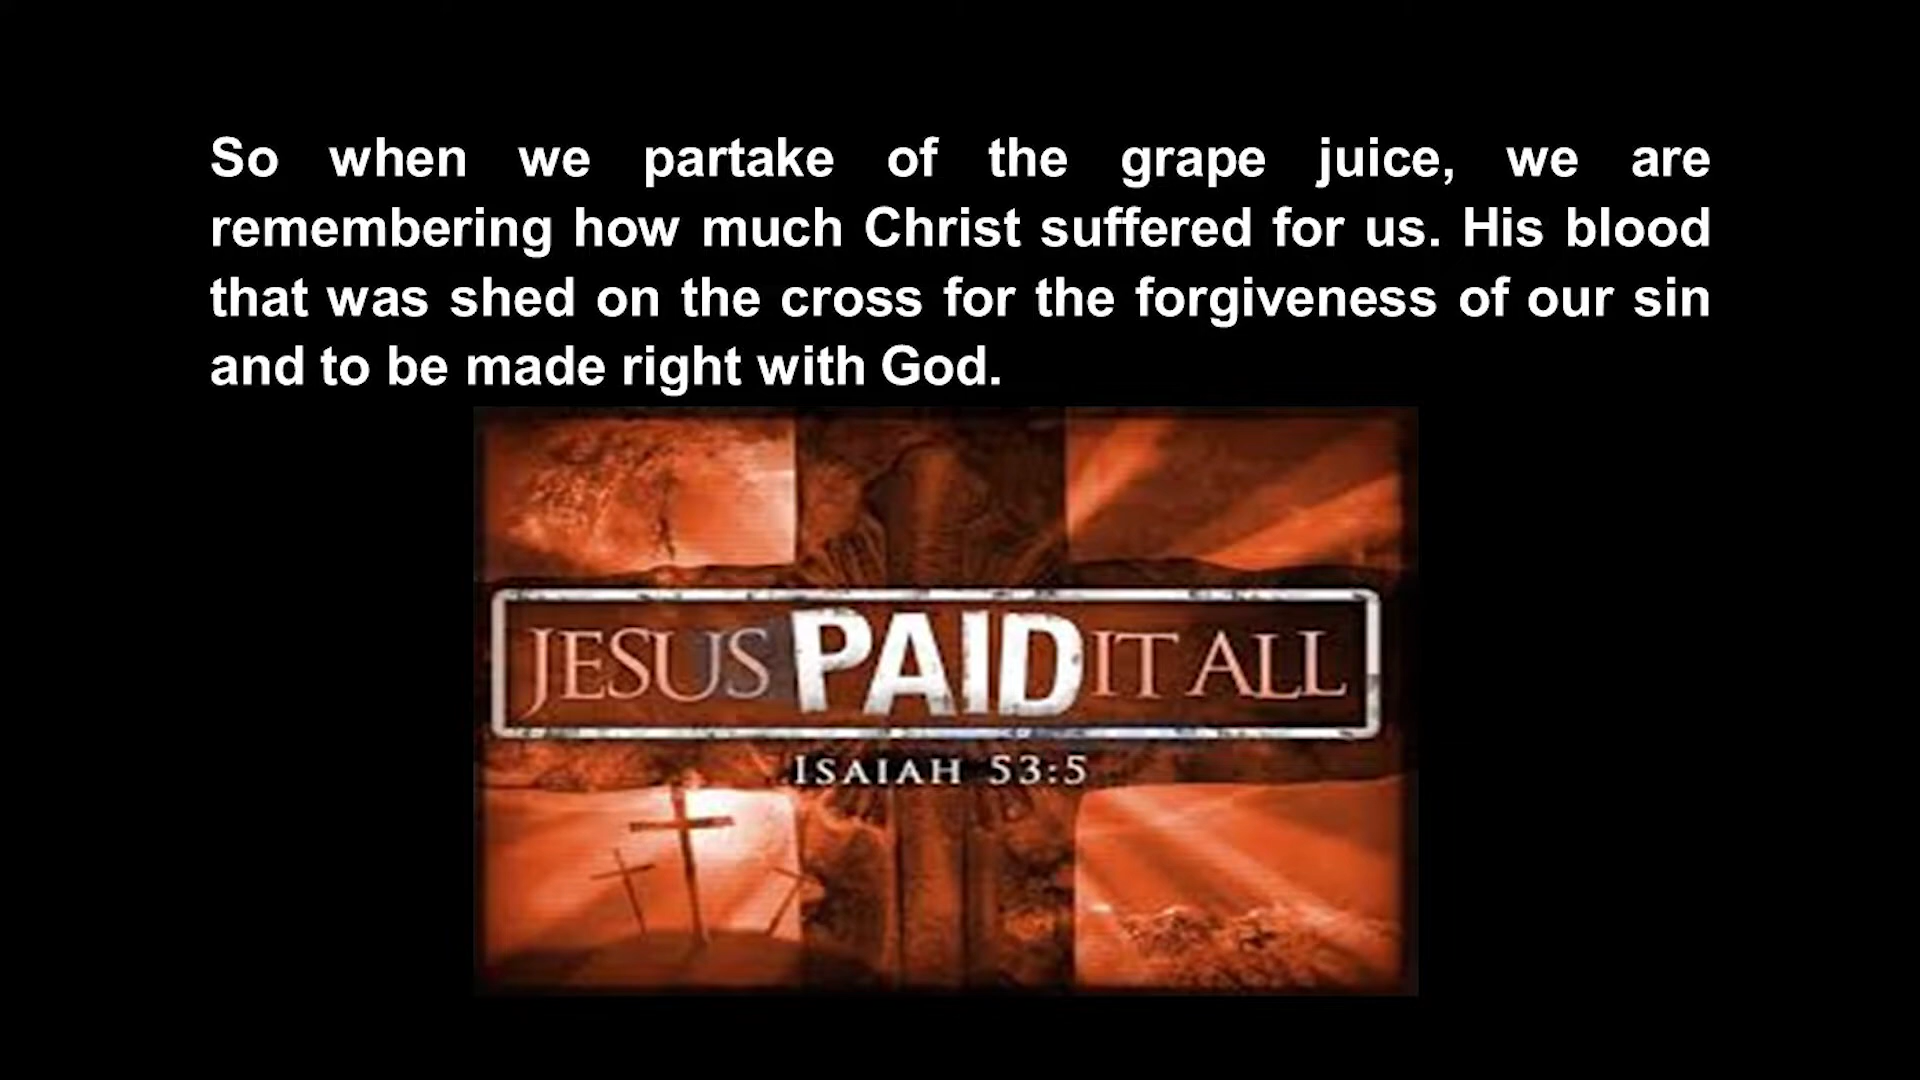 So when we partake of the grape juice, we are
remembering how much Christ suffered for us. His blood
that was shed on the cross for the forgiveness of our sin
and to be made right with God.
JESUS PAID IT ALL
ISAIAH 53:5